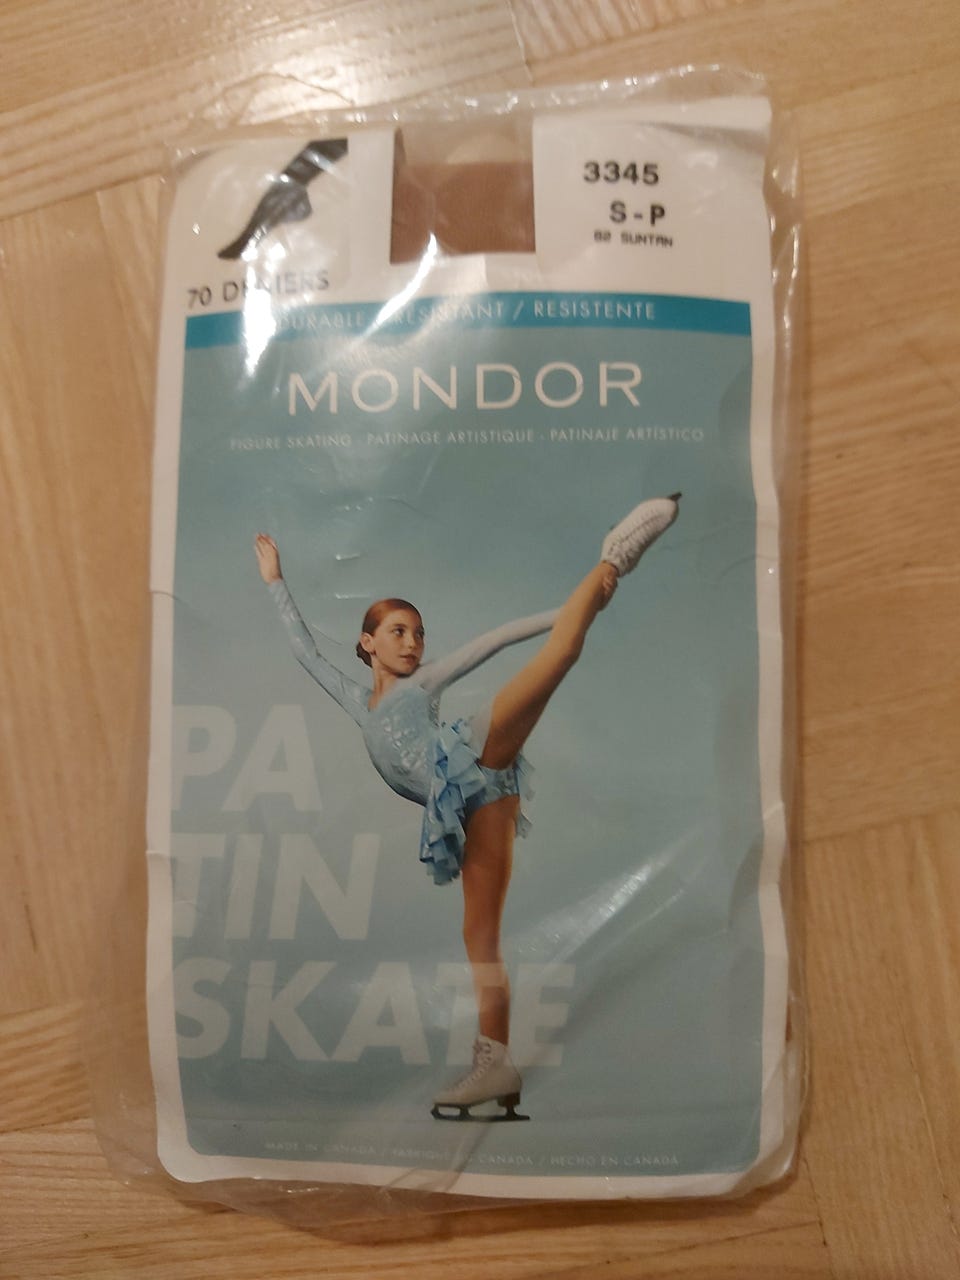 3345
S-P
82 SUNTAN
70 DENIERS
DURABLE / RESISTANT / RESISTENTE
MONDOR
FIGURE SKATING · PATINAGE ARTISTIQUE · PATINAJE ARTÍSTICO
PA
TIN
SKATE
MADE IN CANADA / FABRIQUÉ AU CANADA / HECHO EN CANADÁ